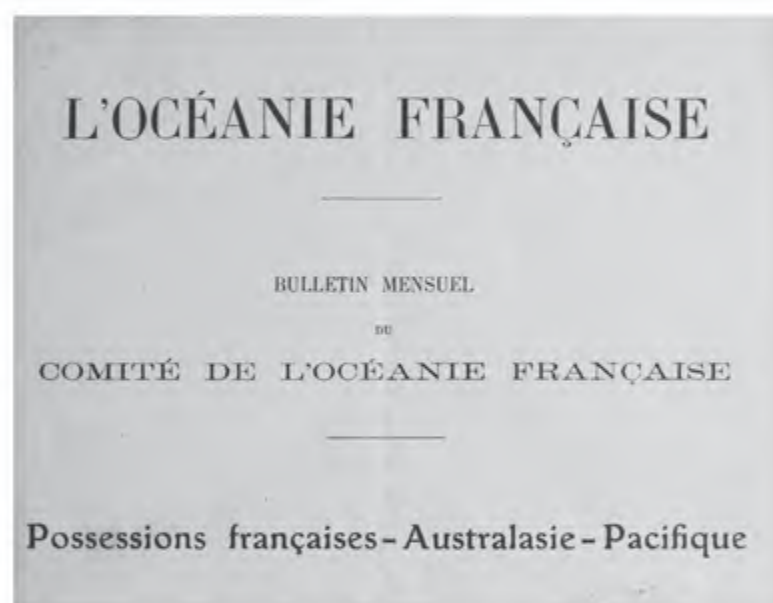 L'OCÉANIE FRANÇAISE
BULLETIN MENSUEL
DU
COMITÉ DE L'OCÉANIE FRANÇAISE
Possessions françaises - Australasie - Pacifique